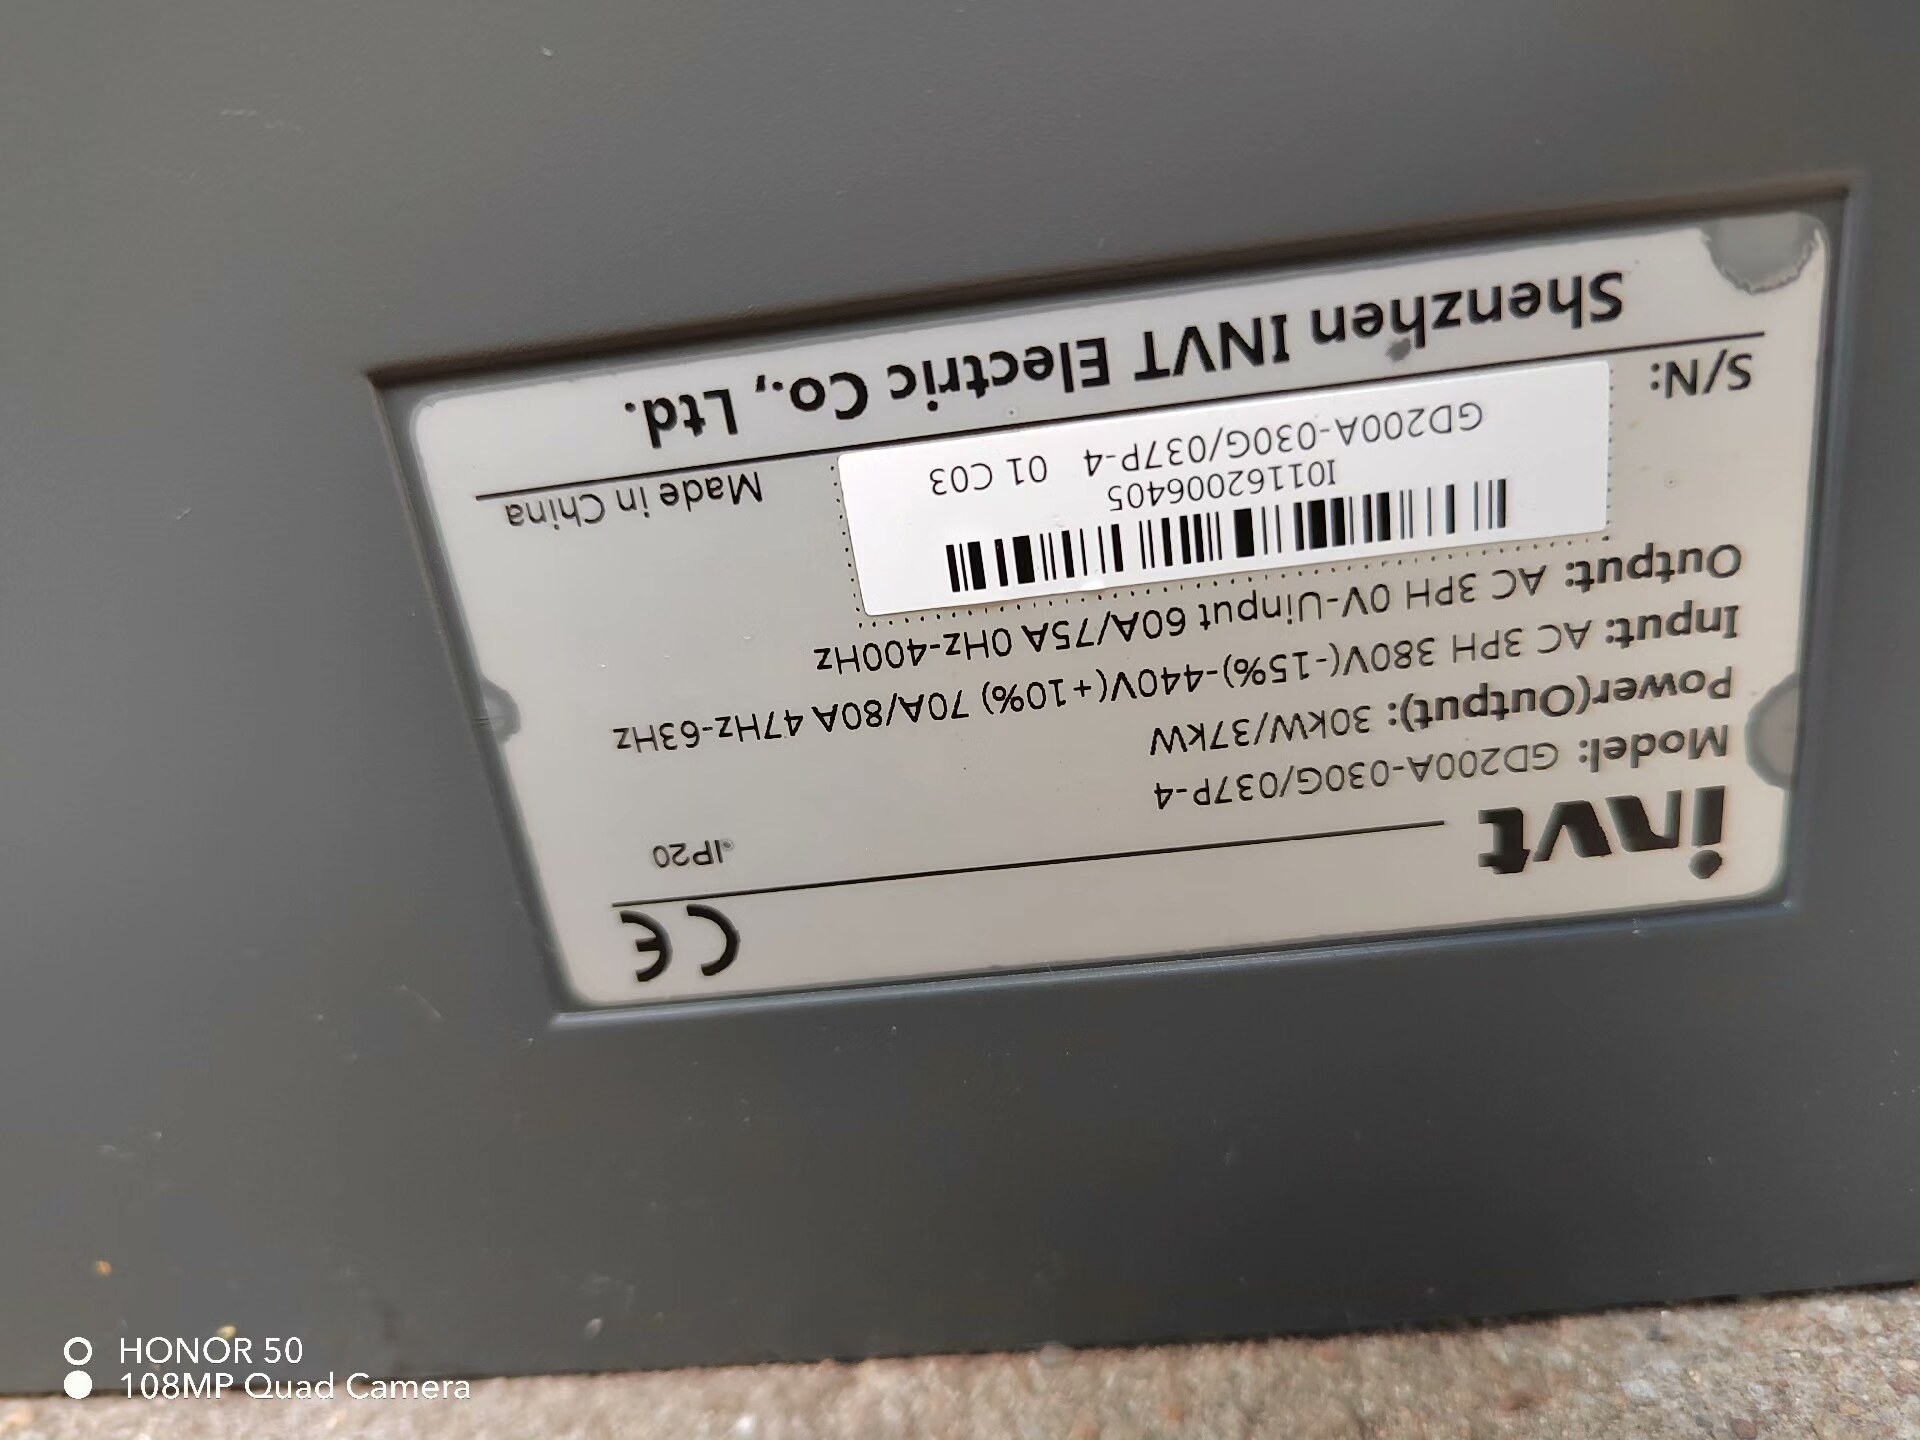 invt
CE
IP20
Model: GD200A-030G/037P-4
Power(Output): 30kW/37kW
Input: AC 3PH 380V(-15%)-440V(+10%) 70A/80A 47Hz-63Hz
Output: AC 3PH 0V-Uinput 60A/75A 0Hz-400Hz
I01162006405
GD200A-030G/037P-4 01 C03
S/N:
Made in China
Shenzhen INVT Electric Co., Ltd.
HONOR 50
108MP Quad Camera